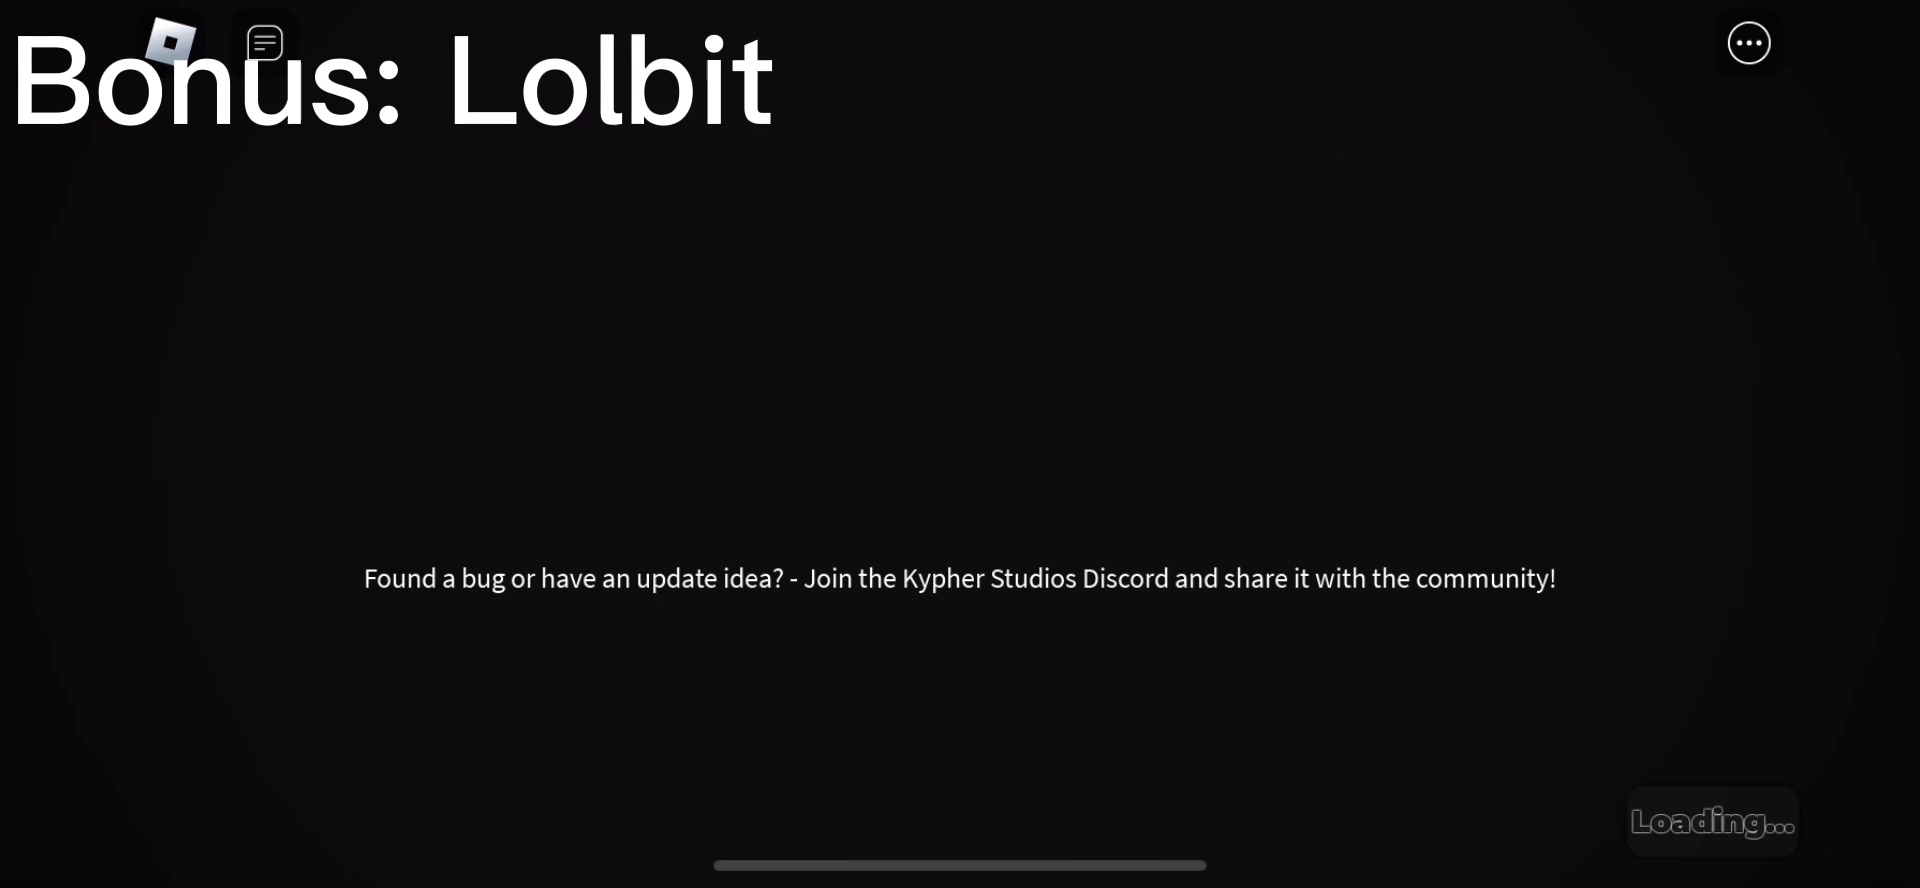 Bonus: Lolbit
Found a bug or have an update idea? - Join the Kypher Studios Discord and share it with the community!
Loading...